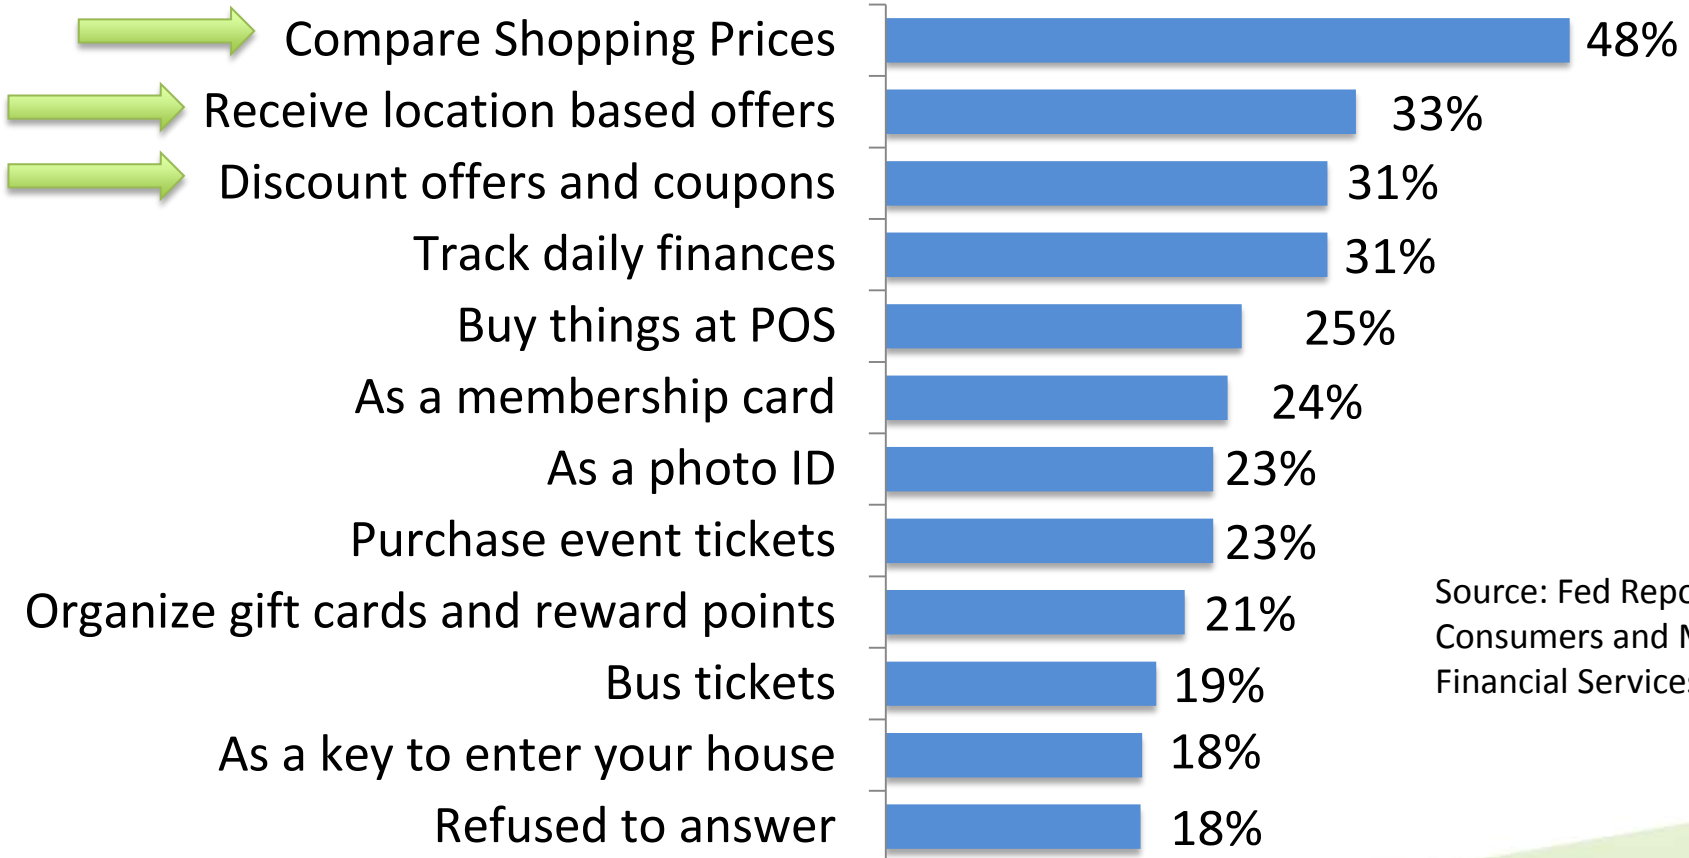 Compare Shopping Prices 48%
Receive location based offers 33%
Discount offers and coupons 31%
Track daily finances 31%
Buy things at POS 25%
As a membership card 24%
As a photo ID 23%
Purchase event tickets 23%
Organize gift cards and reward points 21%
Bus tickets 19%
As a key to enter your house 18%
Refused to answer 18%
Source: Fed
Consumers and
Financial